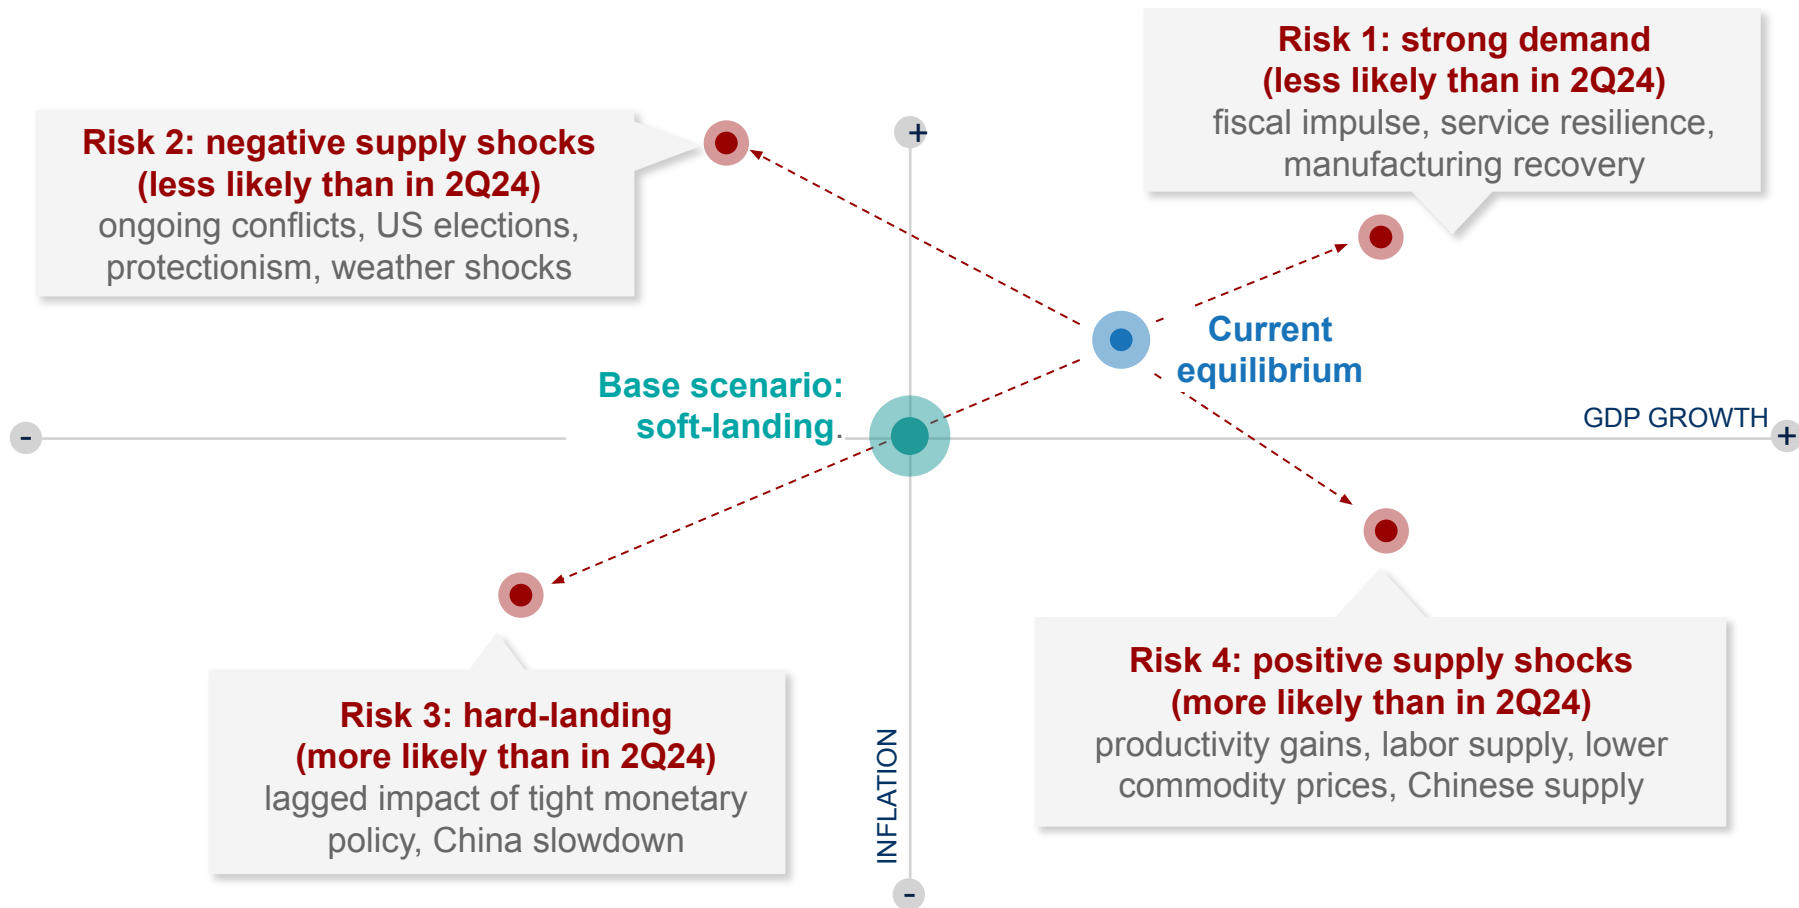 Risk 1: strong demand
(less likely than in 2Q24)
fiscal impulse, service resilience,
manufacturing recovery
Risk 2: negative supply shocks
(less likely than in 2Q24)
ongoing conflicts, US elections,
protectionism, weather shocks
+
Current
equilibrium
Base scenario:
soft-landing.
GDP GROWTH
-
+
Risk 3: hard-landing
(more likely than in 2Q24)
lagged impact of tight monetary
policy, China slowdown
Risk 4: positive supply shocks
(more likely than in 2Q24)
productivity gains, labor supply, lower
commodity prices, Chinese supply
INFLATION
-